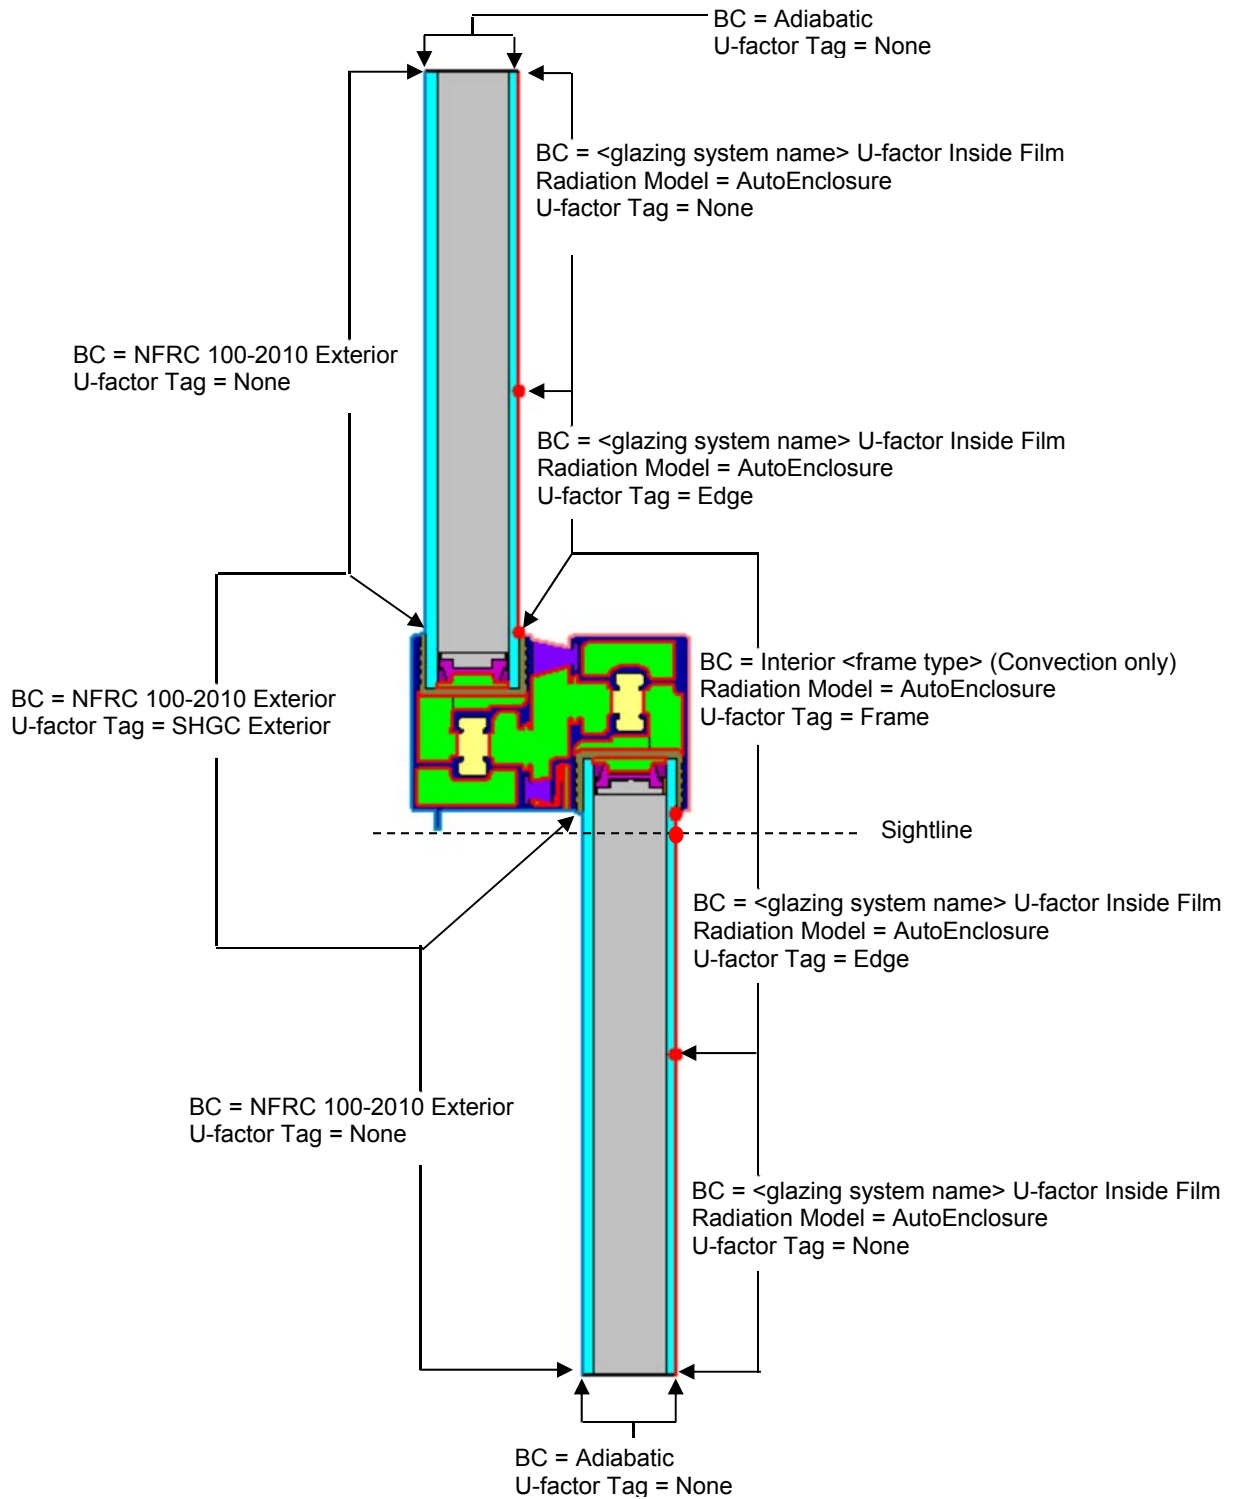 BC = Adiabatic
U-factor Tag = None
BC = <glazing system name> U-factor Inside Film
Radiation Model = AutoEnclosure
U-factor Tag = None
BC = NFRC 100-2010 Exterior
U-factor Tag = None
BC = <glazing system name> U-factor Inside Film
Radiation Model = AutoEnclosure
U-factor Tag = Edge
BC = Interior <frame type> (Convection only)
Radiation Model = AutoEnclosure
U-factor Tag = Frame
BC = NFRC 100-2010 Exterior
U-factor Tag = SHGC Exterior
Sightline
BC = <glazing system name> U-factor Inside Film
Radiation Model = AutoEnclosure
U-factor Tag = Edge
BC = NFRC 100-2010 Exterior
U-factor Tag = None
BC = <glazing system name> U-factor Inside Film
Radiation Model = AutoEnclosure
U-factor Tag = None
BC = Adiabatic
U-factor Tag = None